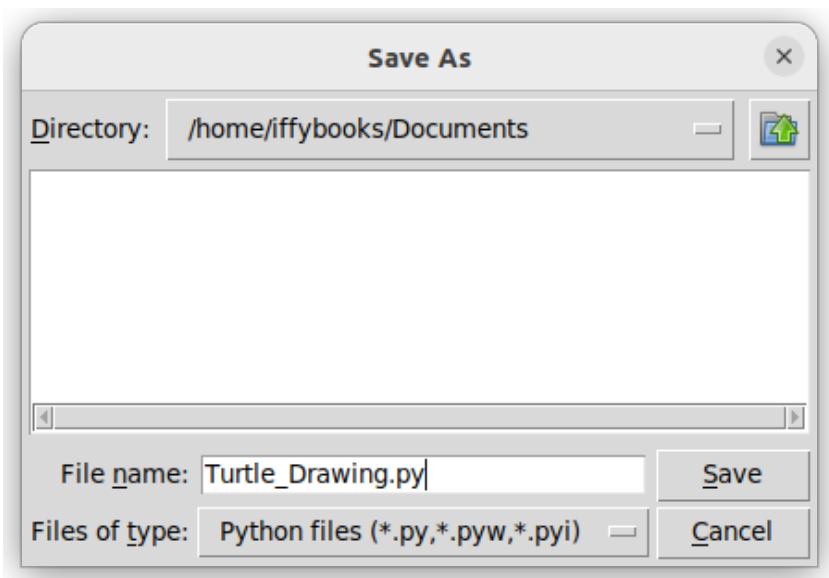 Save As
Directory: /home/iffybooks/Documents
File name: Turtle_Drawing.py Save
Files of type: Python files (*.py,*.pyw,*.pyi) Cancel